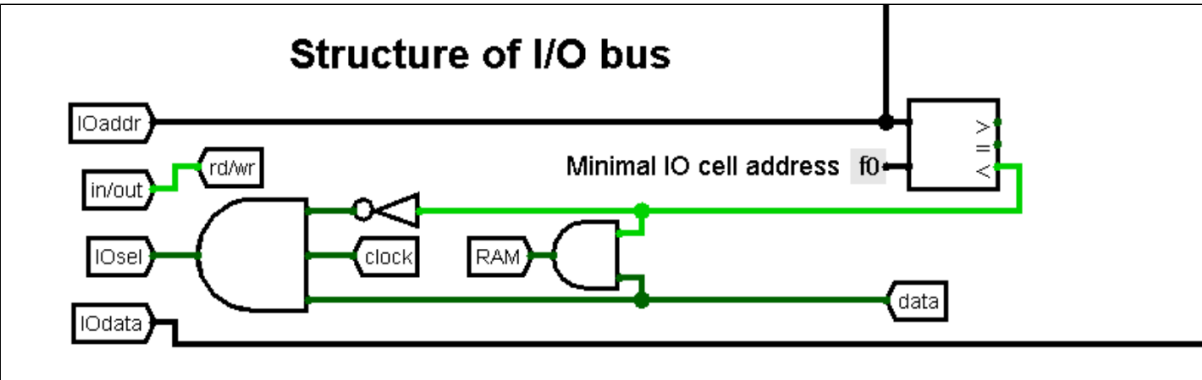 Structure of I/O bus
IOaddr
>
=
<
Minimal IO cell address f0
rd/wr
in/out
IOsel
clock
RAM
data
IOdata